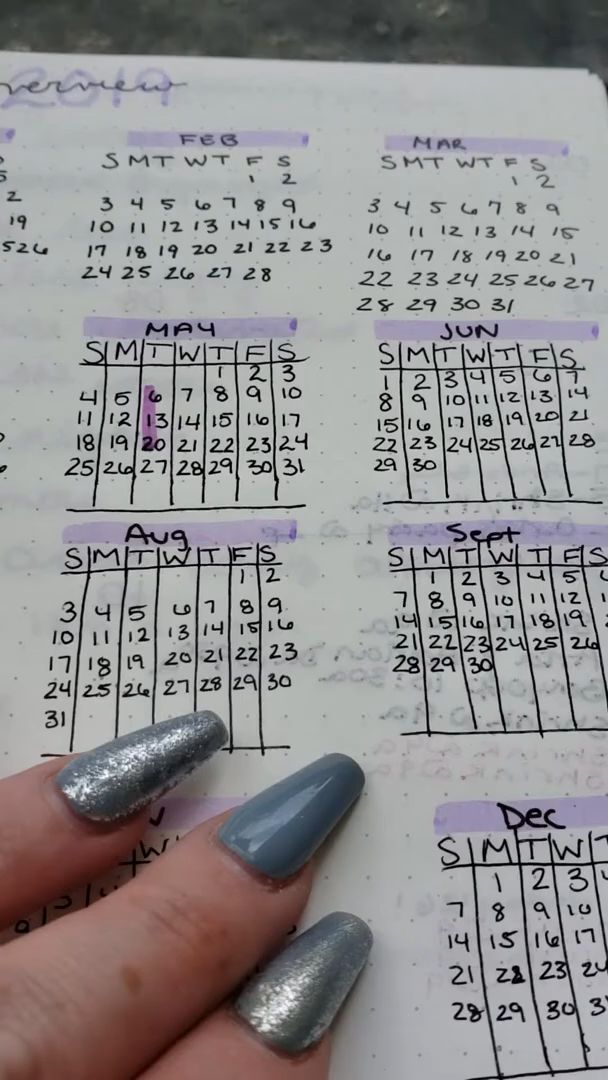 2019
overview
FEB
S M T W T F S
1 2
3 4 5 6 7 8 9
10 11 12 13 14 15 16
17 18 19 20 21 22 23
24 25 26 27 28
MAR
S M T W T F S
1 2
3 4 5 6 7 8 9
10 11 12 13 14 15
16 17 18 19 20 21
22 23 24 25 26 27
28 29 30 31
2
19
526
MAY
S M T W T F S
1 2 3
4 5 6 7 8 9 10
11 12 13 14 15 16 17
18 19 20 21 22 23 24
25 26 27 28 29 30 31
JUN
S M T W T F S
1 2 3 4 5 6 7
8 9 10 11 12 13 14
15 16 17 18 19 20 21
22 23 24 25 26 27 28
29 30
Aug
S M T W T F S
1 2
3 4 5 6 7 8 9
10 11 12 13 14 15 16
17 18 19 20 21 22 23
24 25 26 27 28 29 30
31
Sept
S M T W T F S
1 2 3 4 5
7 8 9 10 11 12
14 15 16 17 18 19
21 22 23 24 25 26
28 29 30
Dec
S M T W T
1 2 3
7 8 9 10
14 15 16 17
21 22 23 24
28 29 30 3